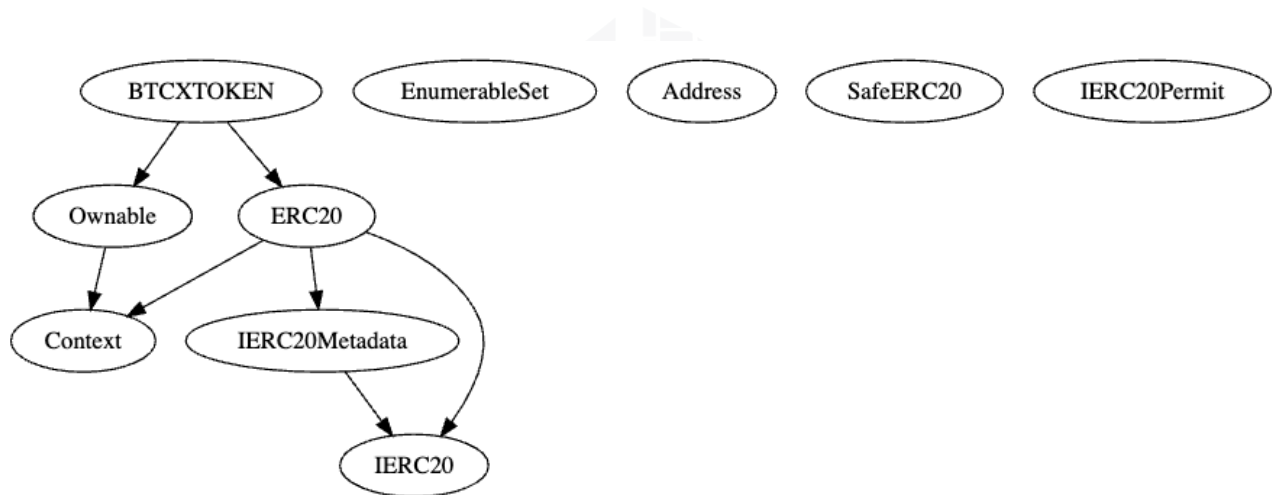 BTCXTOKEN EnumerableSet Address SafeERC20 IERC20Permit
Ownable ERC20
Context IERC20Metadata
IERC20